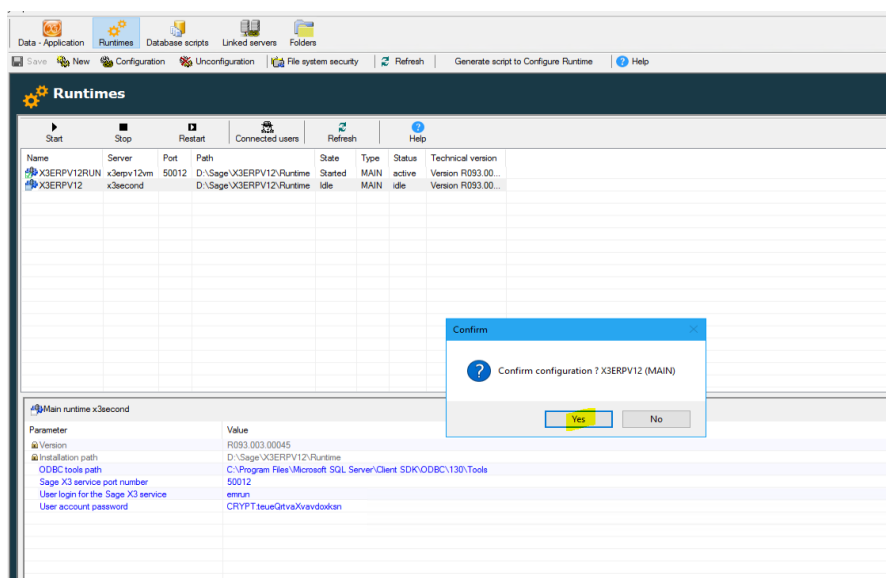 Data - Application Runtimes Database scripts Linked servers Folders
Save New Configuration Unconfiguration File system security Refresh Generate script to Configure Runtime Help
Runtimes
Start Stop Restart Connected users Refresh Help
Name Server Port Path State Type Status Technical version
X3ERPV12RUN x3erpv12vm 50012 D:\Sage\X3ERPV12\Runtime Started MAIN active Version R093.00...
X3ERPV12 x3second D:\Sage\X3ERPV12\Runtime Idle MAIN idle Version R093.00...
Confirm
Confirm configuration ? X3ERPV12 (MAIN)
Yes No
Main runtime x3second
Parameter Value
Version R093.003.00045
Installation path D:\Sage\X3ERPV12\Runtime
ODBC tools path C:\Program Files\Microsoft SQL Server\Client SDK\ODBC\130\Tools
Sage X3 service port number 50012
User login for the Sage X3 service emrun
User account password CRYPT:teueQrtvaXvavdoxksn